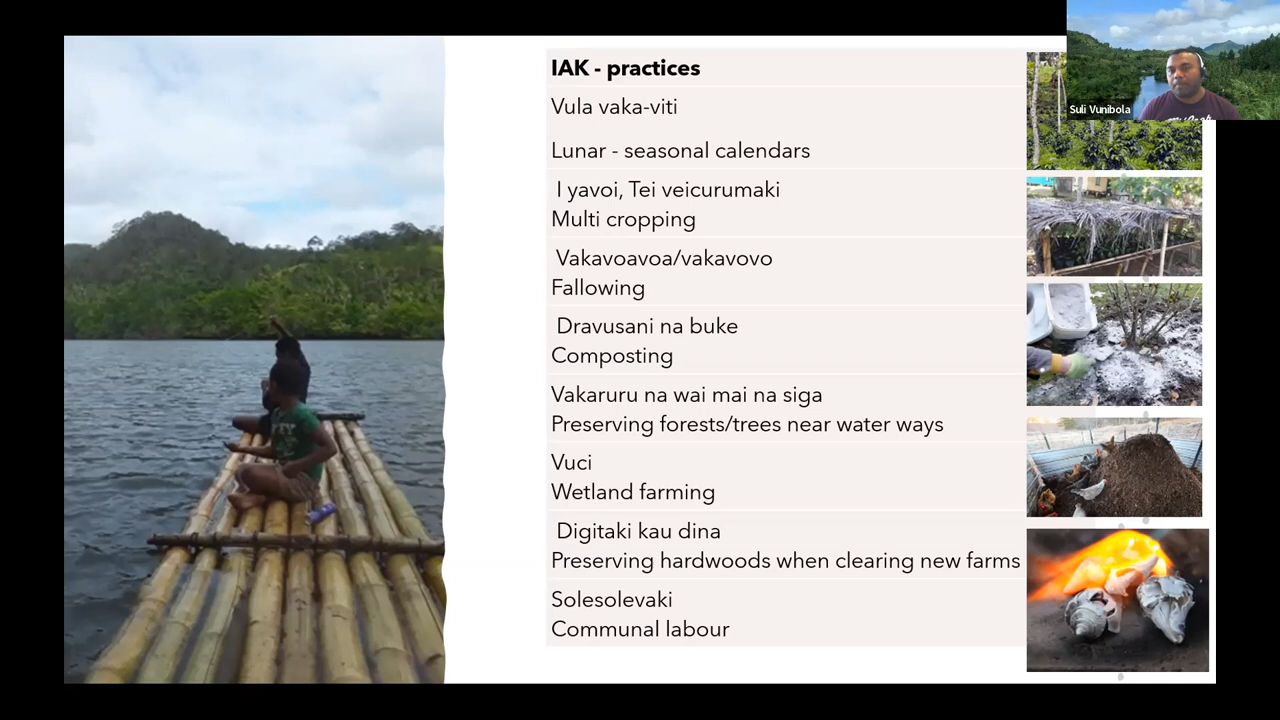 IAK - practices
Vula vaka-viti
Lunar - seasonal calendars
I yavoi, Tei veicurumaki
Multi cropping
Vakavoavoa/vakavovo
Fallowing
Dravusani na buke
Composting
Vakaruru na wai mai na siga
Preserving forests/trees near water ways
Vuci
Wetland farming
Digitaki kau dina
Preserving hardwoods when clearing new farms
Solesolevaki
Communal labour
Suli Vunibola